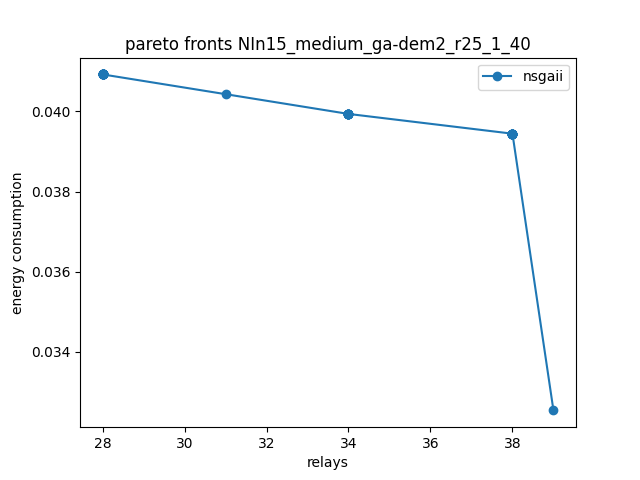 pareto fronts NIn15_medium_ga-dem2_r25_1_40
nsgaii
0.040
0.038
0.036
0.034
energy consumption
28 30 32 34 36 38
relays